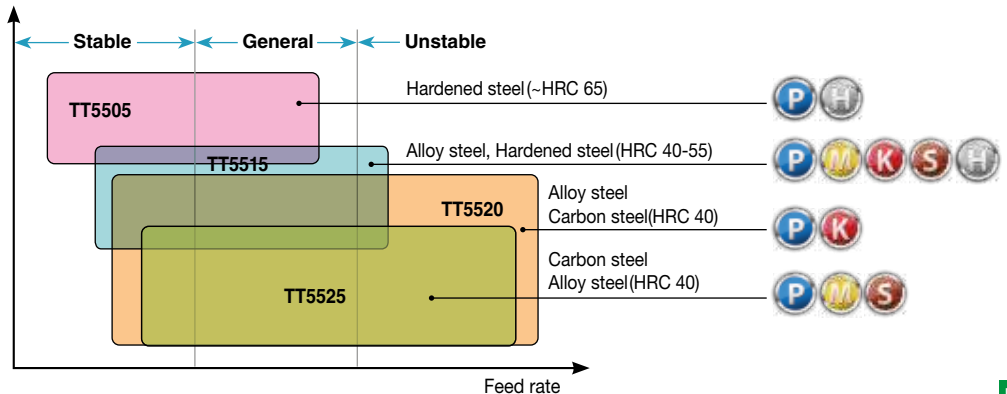 Stable
General
Unstable
TT5505
Hardened steel (~HRC 65)
P H
TT5515
Alloy steel, Hardened steel (HRC 40-55)
P M K S H
TT5520
Alloy steel
Carbon steel (HRC 40)
P K
TT5525
Carbon steel
Alloy steel (HRC 40)
P M S
Feed rate